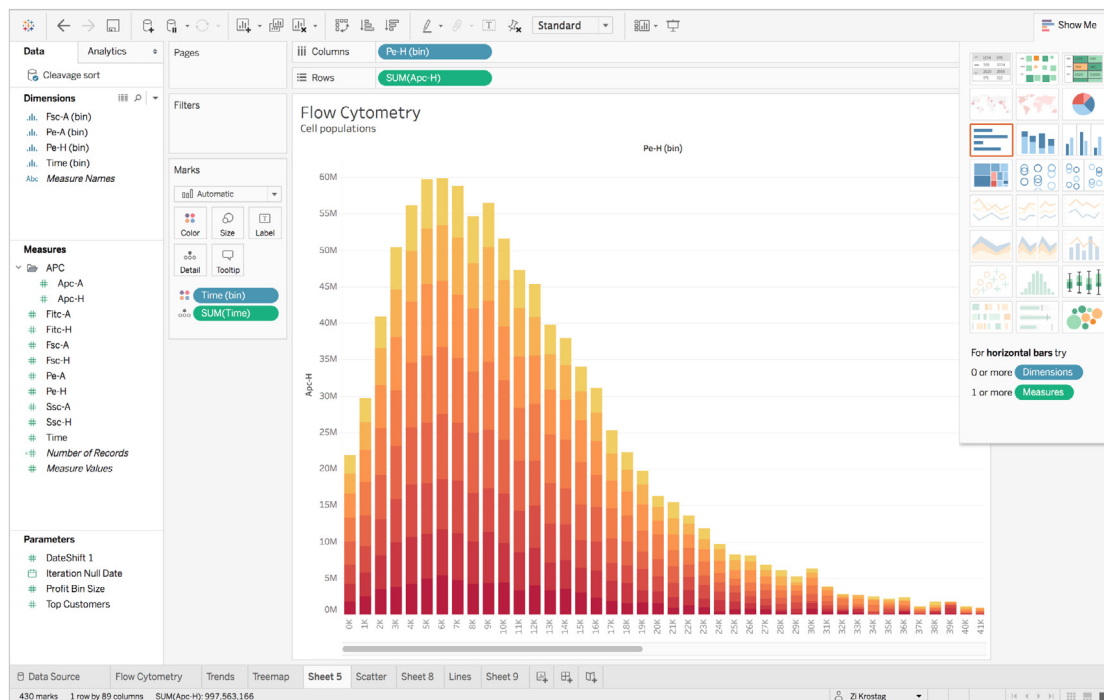 Standard
Show Me
Data
Analytics
Pages
iii Columns
Pe-H (bin)
Rows
SUM(Apc-H)
Cleavage sort
Dimensions
Fsc-A (bin)
Pe-A (bin)
Pe-H (bin)
Time (bin)
Abc Measure Names
Filters
Marks
Automatic
Color
Size
Label
Detail
Tooltip
Time (bin)
SUM(Time)
Measures
APC
Apc-A
Apc-H
Fitc-A
Fitc-H
Fsc-A
Fsc-H
Pe-A
Pe-H
Ssc-A
Ssc-H
Time
Number of Records
Measure Values
Parameters
DateShift 1
Iteration Null Date
Profit Bin Size
Top Customers
Flow Cytometry
Cell populations
Pe-H (bin)
60M
55M
50M
45M
40M
35M
30M
25M
20M
15M
10M
5M
0M
Apc-H
0K 1K 2K 3K 4K 5K 6K 7K 8K 9K 10K 11K 12K 13K 14K 15K 16K 17K 18K 19K 20K 21K 22K 23K 24K 25K 26K 27K 28K 29K 30K 31K 32K 33K 34K 35K 36K 37K 38K 39K 40K 41K
For horizontal bars try
0 or more Dimensions
1 or more Measures
Data Source
Flow Cytometry
Trends
Treemap
Sheet 5
Scatter
Sheet 8
Lines
Sheet 9
430 marks 1 row by 89 columns SUM(Apc-H): 997,563,166
Zi Krostag